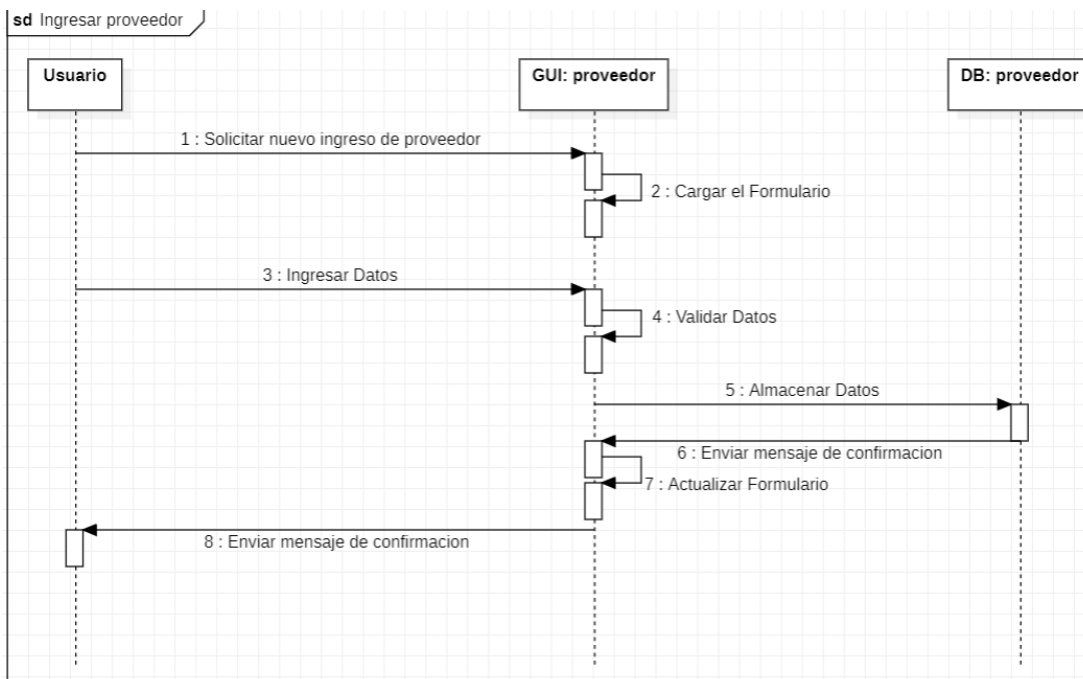 sd Ingresar proveedor
Usuario
GUI: proveedor
DB: proveedor
1 : Solicitar nuevo ingreso de proveedor
2 : Cargar el Formulario
3 : Ingresar Datos
4 : Validar Datos
5 : Almacenar Datos
6 : Enviar mensaje de confirmacion
7 : Actualizar Formulario
8 : Enviar mensaje de confirmacion